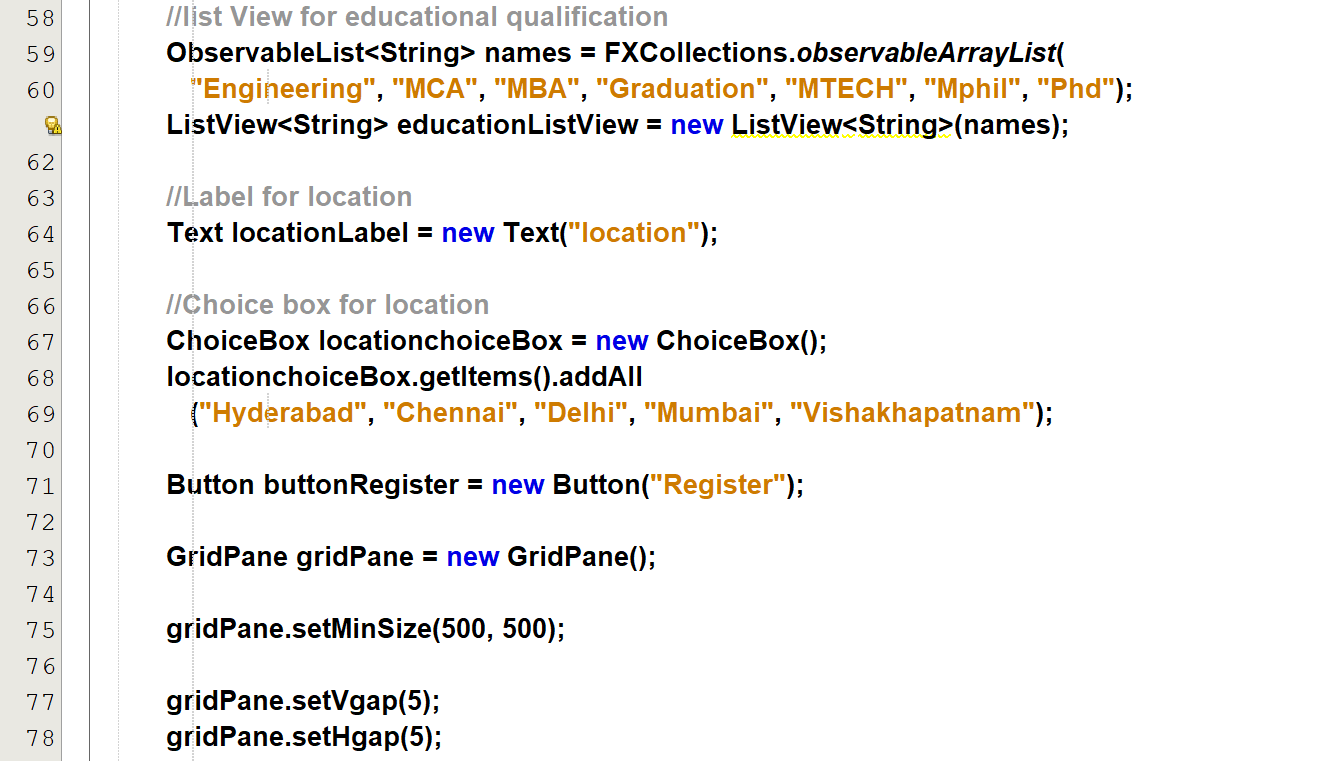 58 //list View for educational qualification
59 ObservableList<String> names = FXCollections.observableArrayList(
60 "Engineering", "MCA", "MBA", "Graduation", "MTECH", "Mphil", "Phd");
ListView<String> educationListView = new ListView<String>(names);
62
63 //Label for location
64 Text locationLabel = new Text("location");
65
66 //Choice box for location
67 ChoiceBox locationchoiceBox = new ChoiceBox();
68 locationchoiceBox.getItems().addAll
69 ("Hyderabad", "Chennai", "Delhi", "Mumbai", "Vishakhapatnam");
70
71 Button buttonRegister = new Button("Register");
72
73 GridPane gridPane = new GridPane();
74
75 gridPane.setMinSize(500, 500);
76
77 gridPane.setVgap(5);
78 gridPane.setHgap(5);